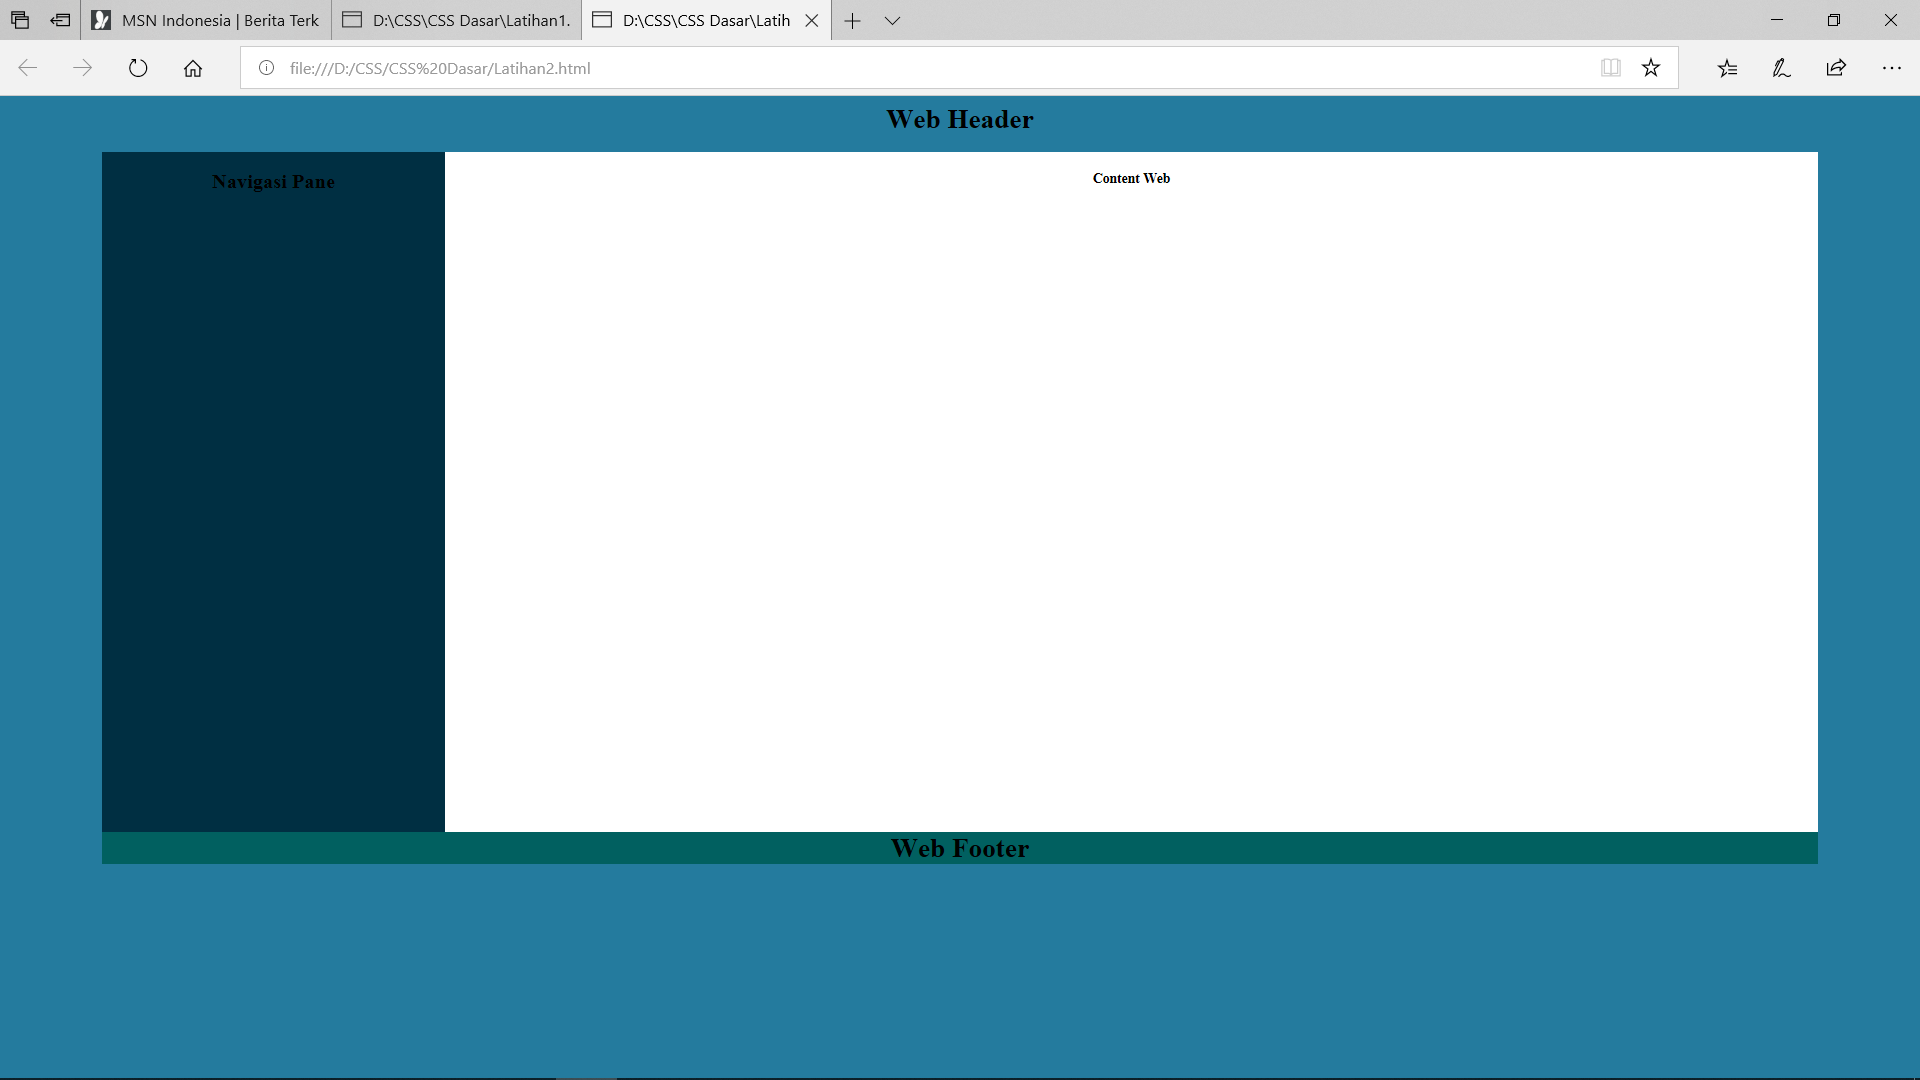 MSN Indonesia | Berita Terk
D:\CSS\CSS Dasar\Latihan1.
D:\CSS\CSS Dasar\Latih
file:///D:/CSS/CSS%20Dasar/Latihan2.html
Web Header
Navigasi Pane
Content Web
Web Footer